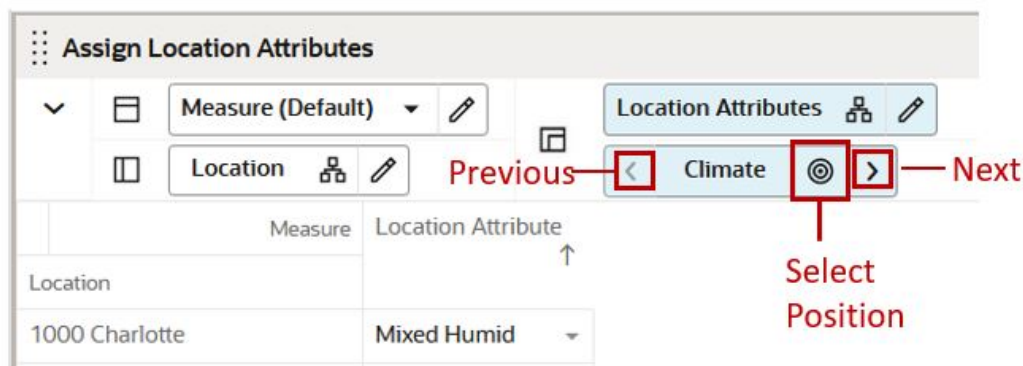 Assign Location Attributes
Measure (Default)
Location Attributes
Location
Previous
Climate
Next
Measure
Location Attribute
Location
Select
Position
1000 Charlotte
Mixed Humid